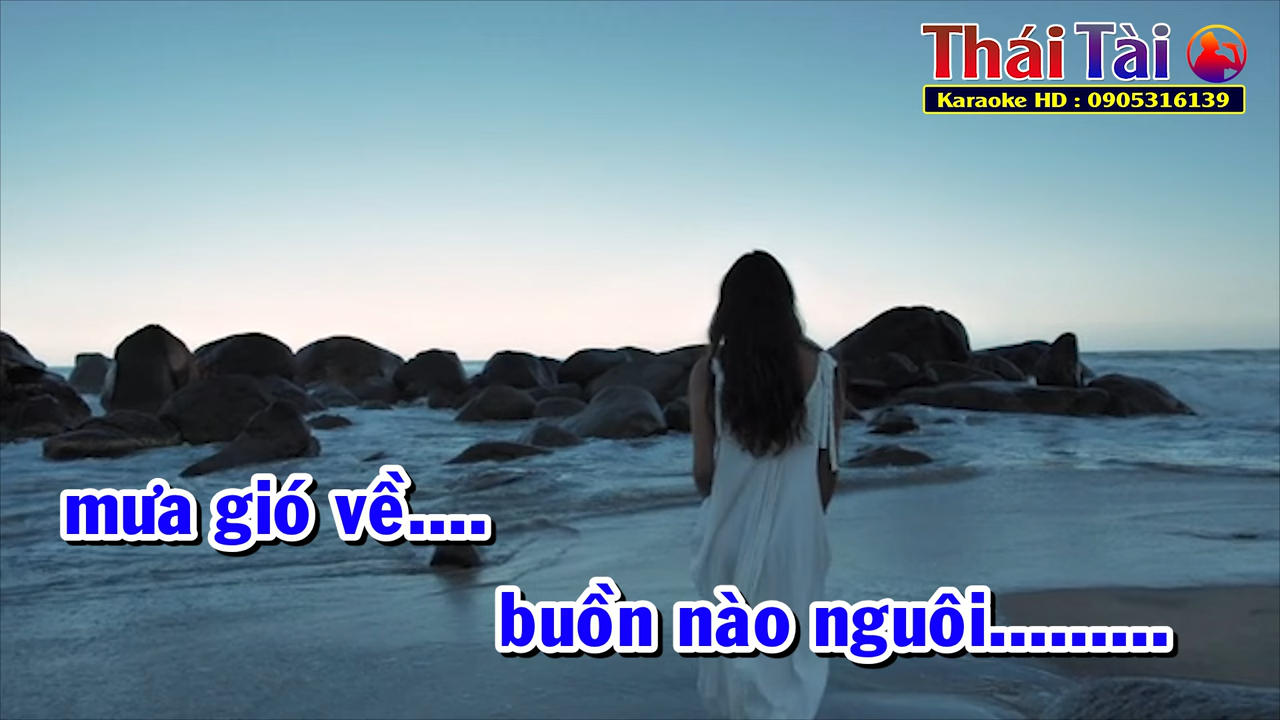 Thái Tài
Karaoke HD : 0905316139
mưa gió về....
buồn nào nguôi.........